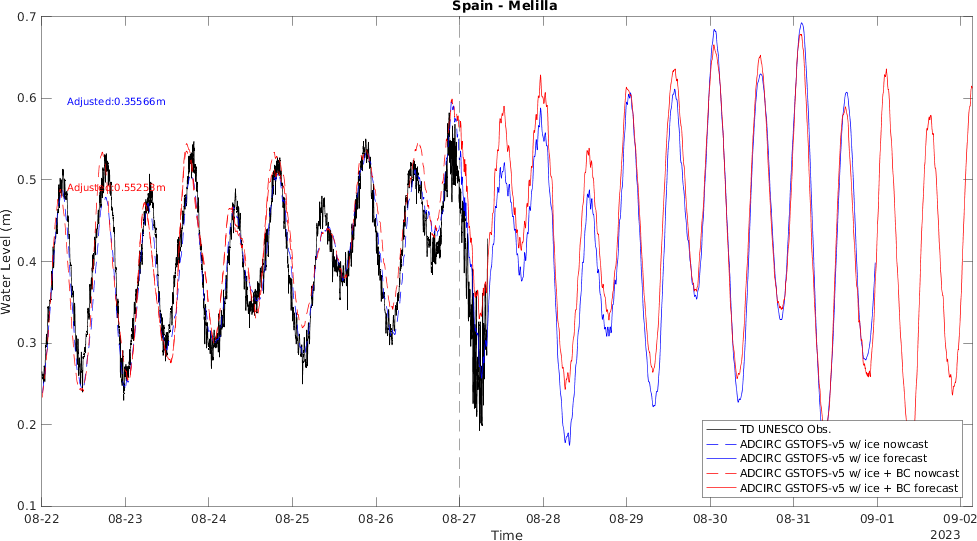 Spain - Melilla
0.7
0.6
0.5
0.4
0.3
0.2
0.1
Water Level (m)
Adjusted:0.35566m
Adjusted:0.55253m
TD UNESCO Obs.
ADCIRC GSTOFS-v5 w/ ice nowcast
ADCIRC GSTOFS-v5 w/ ice forecast
ADCIRC GSTOFS-v5 w/ ice + BC nowcast
ADCIRC GSTOFS-v5 w/ ice + BC forecast
08-22 08-23 08-24 08-25 08-26 08-27 08-28 08-29 08-30 08-31 09-01 09-02
Time
2023